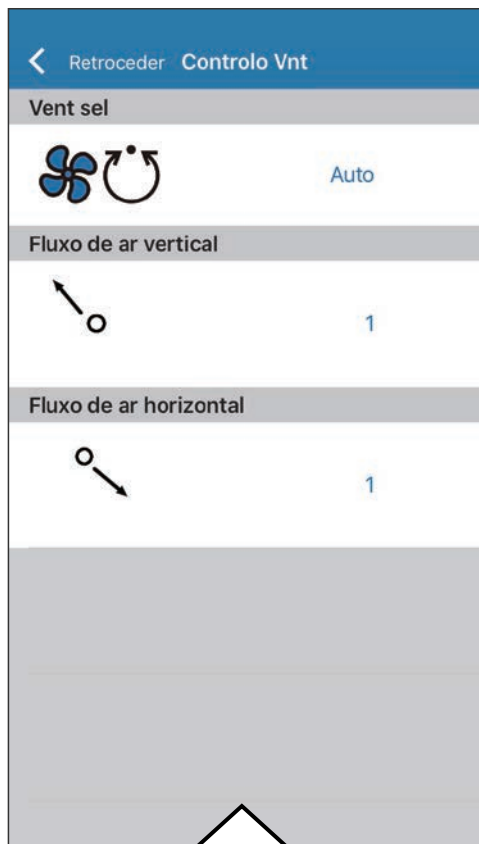 Retroceder Controlo Vnt
Vent sel
Auto
Fluxo de ar vertical
1
Fluxo de ar horizontal
1